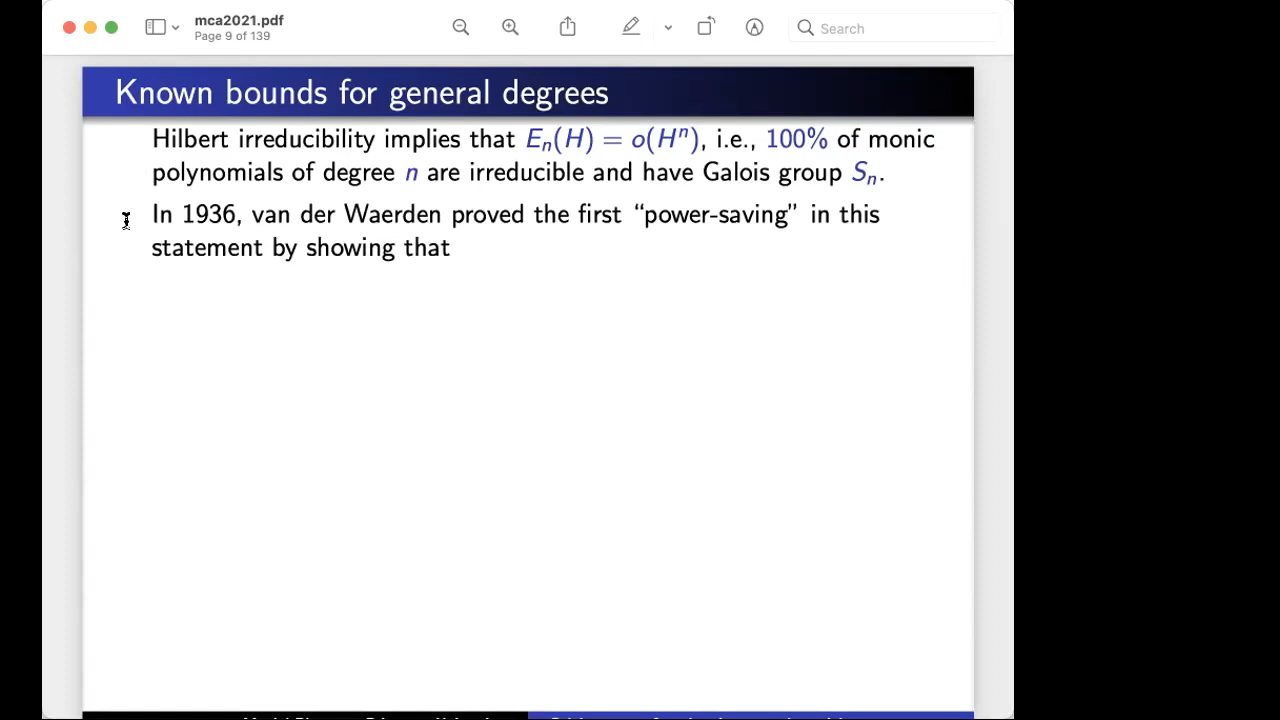 mca2021.pdf
Page 9 of 139
Search
Known bounds for general degrees
Hilbert irreducibility implies that Eₙ(H) = o(Hⁿ), i.e., 100% of monic
polynomials of degree n are irreducible and have Galois group Sₙ.
In 1936, van der Waerden proved the first “power-saving” in this
statement by showing that